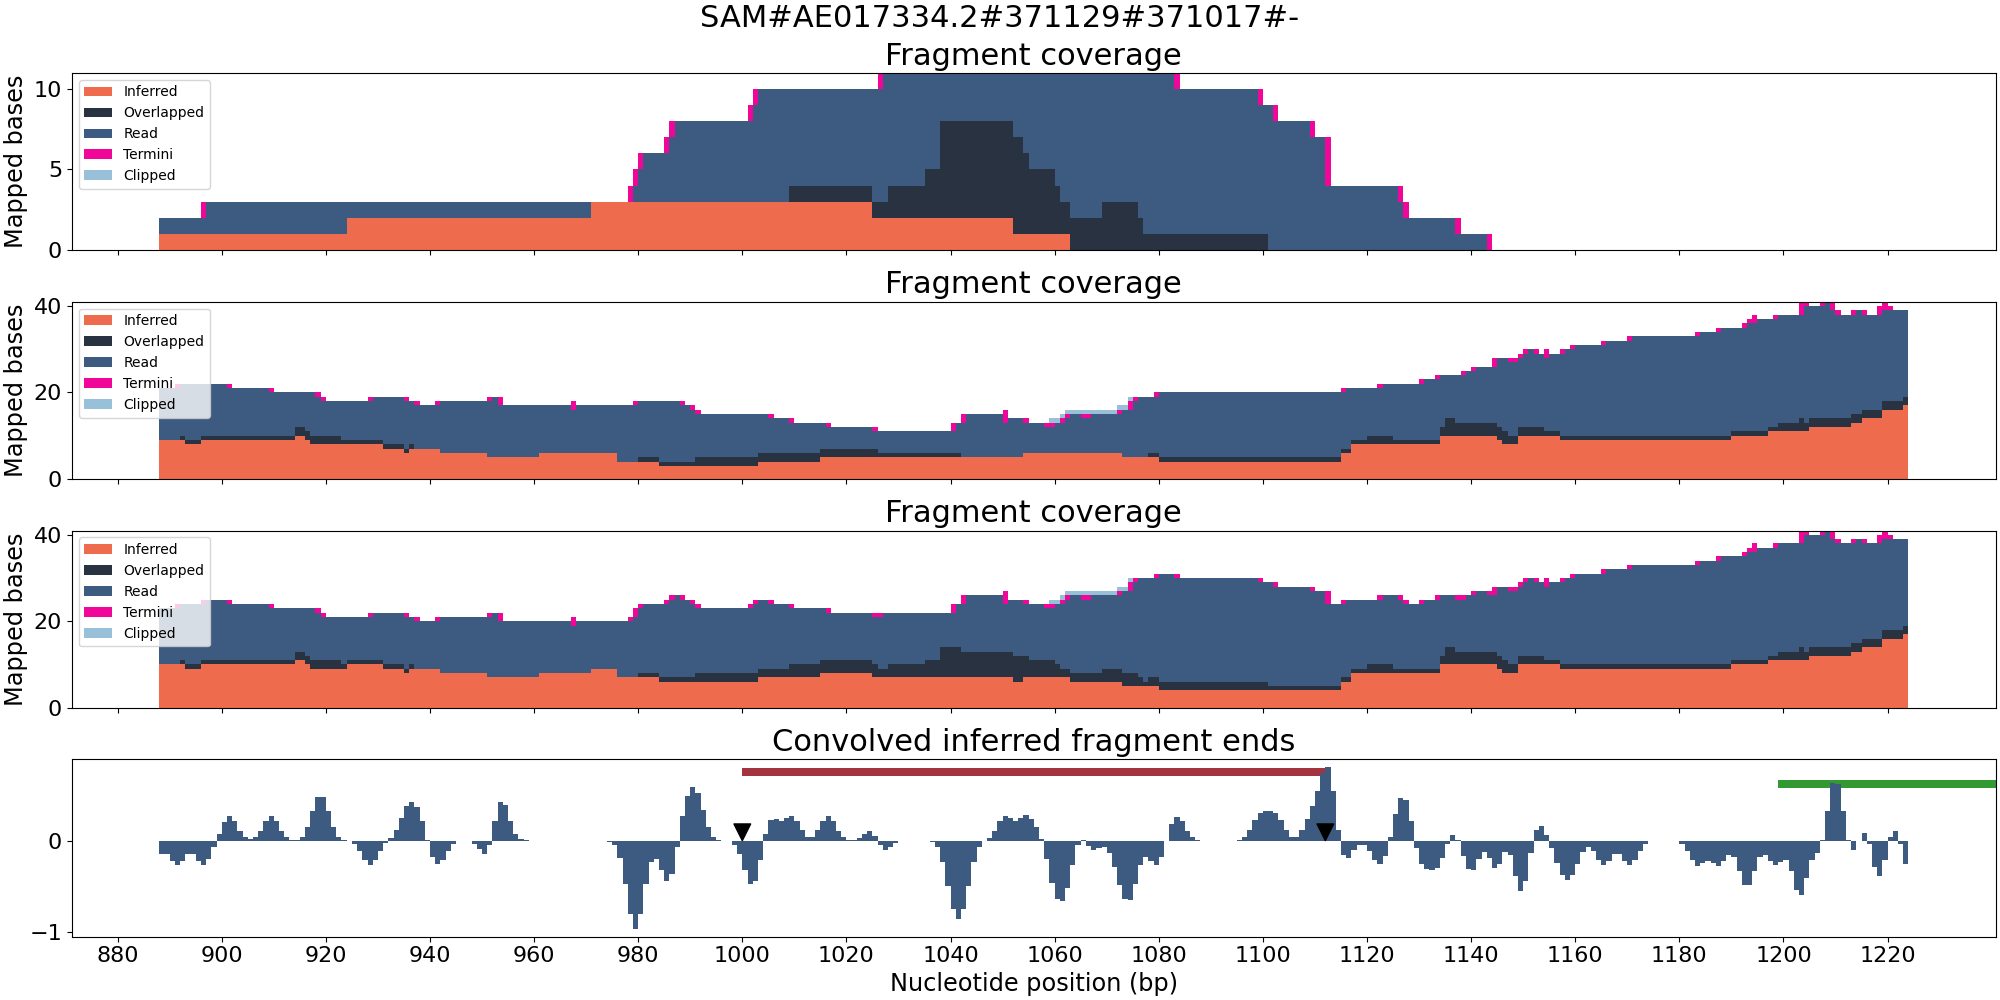 SAM#AE017334.2#371129#371017#-
Fragment coverage
Mapped bases
10
5
0
Inferred
Overlapped
Read
Termini
Clipped
Fragment coverage
Mapped bases
40
20
0
Inferred
Overlapped
Read
Termini
Clipped
Fragment coverage
Mapped bases
40
20
0
Inferred
Overlapped
Read
Termini
Clipped
Convolved inferred fragment ends
0
−1
880 900 920 940 960 980 1000 1020 1040 1060 1080 1100 1120 1140 1160 1180 1200 1220
Nucleotide position (bp)